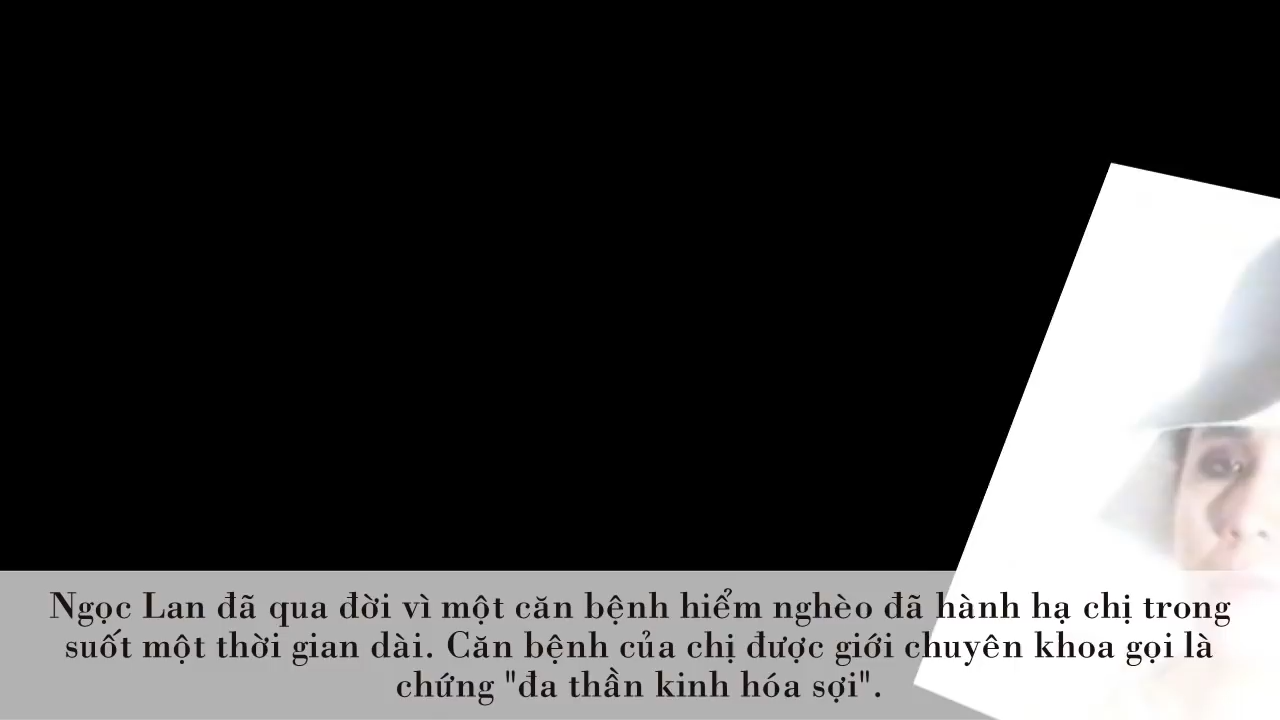 Ngọc Lan đã qua đời vì một căn bệnh hiểm nghèo đã hành hạ chị trong
suốt một thời gian dài. Căn bệnh của chị được giới chuyên khoa gọi là
chứng "đa thần kinh hóa sợi".